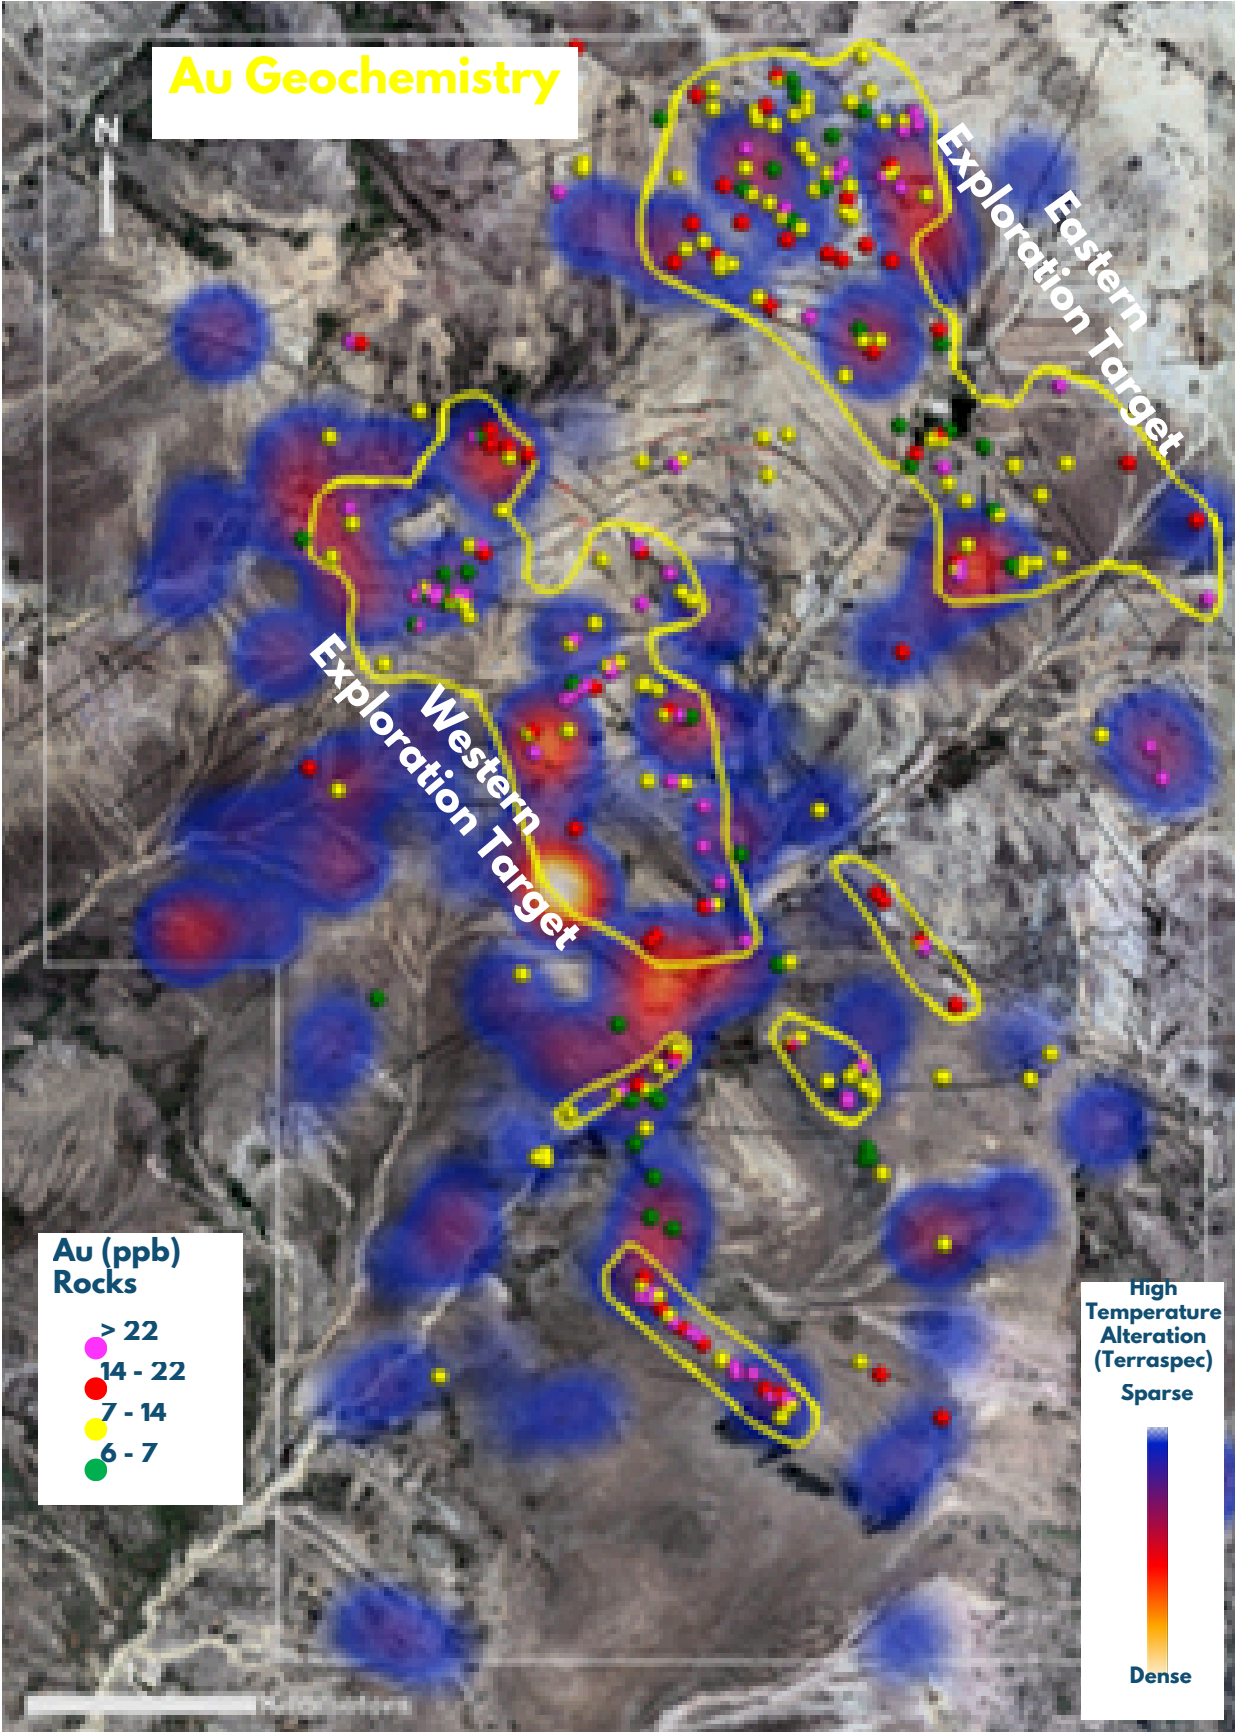 Au Geochemistry
N
Eastern
Exploration Target
Western
Exploration Target
Au (ppb)
Rocks
> 22
14 - 22
7 - 14
6 - 7
High
Temperature
Alteration
(Terraspec)
Sparse
Dense